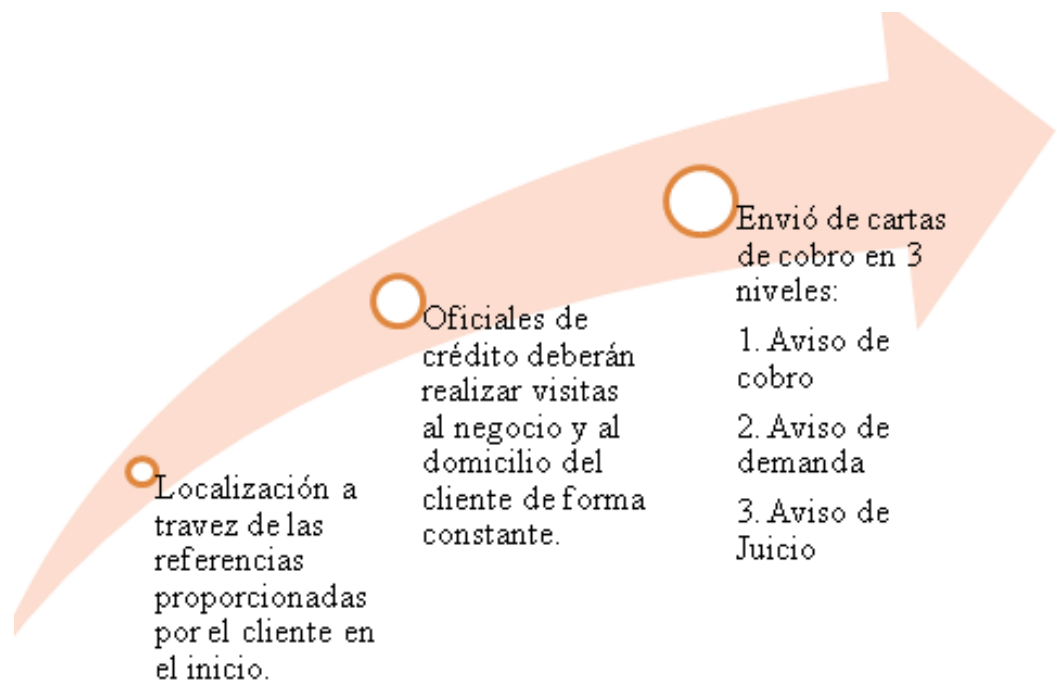 Localización a
travez de las
referencias
proporcionadas
por el cliente en
el inicio.
Oficiales de
crédito deberán
realizar visitas
al negocio y al
domicilio del
cliente de forma
constante.
Envió de cartas
de cobro en 3
niveles:
1. Aviso de
cobro
2. Aviso de
demanda
3. Aviso de
Juicio